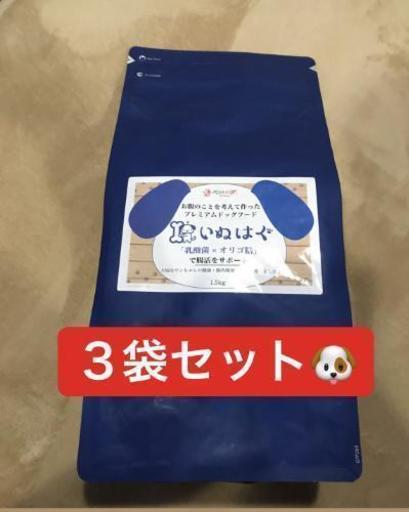 お腹のことを考えて作った
プレミアムドッグフード
いぬはぐ
「乳酸菌×オリゴ糖」
で腸活をサポー
1.5kg
３袋セット🐶